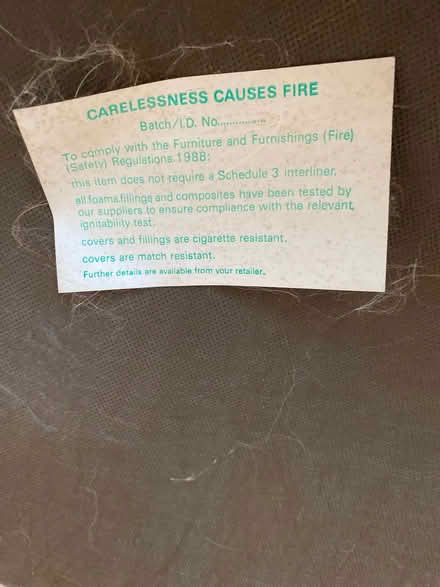 CARELESSNESS CAUSES FIRE
Batch/I.D. No...............
To comply with the Furniture and Furnishings (Fire)
(Safety) Regulations 1988:
this item does not require a Schedule 3 interliner.
all foams, fillings and composites have been tested by
our suppliers to ensure compliance with the relevant,
ignitability test.
covers and fillings are cigarette resistant.
covers are match resistant.
Further details are available from your retailer.